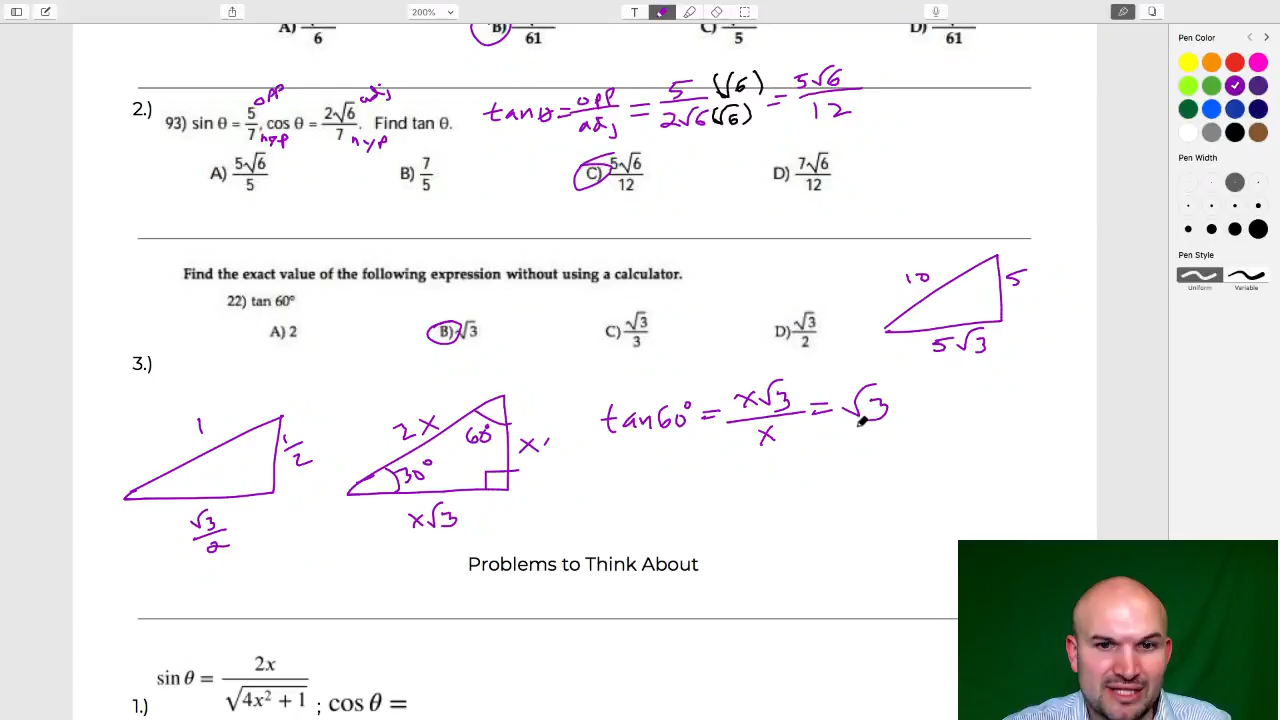 200%
T
A) 6 B) 61 C) 5 D) 61
2.)
93) sin θ = 5/7, cos θ = 2√6/7. Find tan θ.
opp
hyp
adj
hyp
tanθ = opp/adj = 5/2√6 (√6)/(√6) = 5√6/12
A) 5√6/5 B) 7/5 C) 5√6/12 D) 7√6/12
Find the exact value of the following expression without using a calculator.
22) tan 60°
A) 2 B) √3 C) √3/3 D) √3/2
10
5
5√3
3.)
1
1/2
√3/2
2x
60°
30°
x
x√3
tan60° = x√3/x = √3
Problems to Think About
1.) sin θ = 2x/√4x² + 1 ; cos θ =
Pen Color
Pen Width
Pen Style
Uniform
Variable